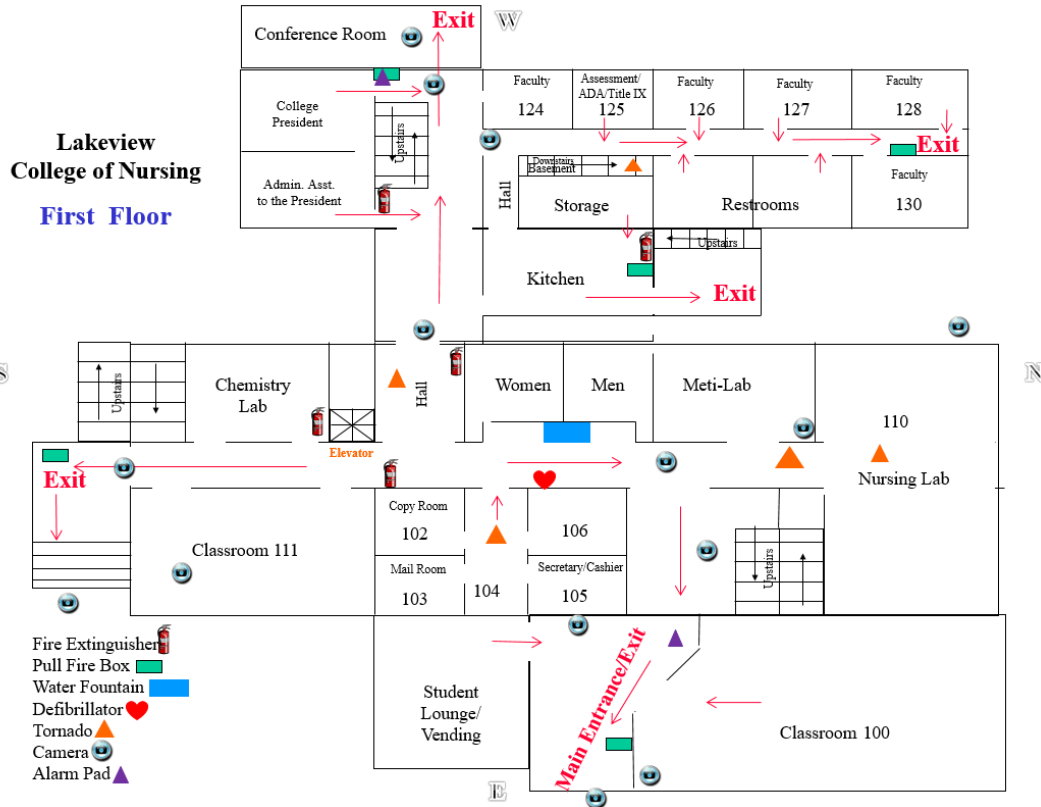 Conference Room
Exit
W
Lakeview
College of Nursing
First Floor
College
President
Admin. Asst.
to the President
Upstairs
Faculty
124
Assessment/
ADA/Title IX
125
Faculty
126
Faculty
127
Faculty
128
Exit
Hall
Downstairs
Basement
Storage
Restrooms
Faculty
130
Kitchen
Upstairs
Exit
S
N
Upstairs
Chemistry
Lab
Hall
Women
Men
Meti-Lab
110
Nursing Lab
Elevator
Exit
Classroom 111
Copy Room
102
106
Mail Room
103
104
Secretary/Cashier
105
Upstairs
Fire Extinguisher
Pull Fire Box
Water Fountain
Defibrillator
Tornado
Camera
Alarm Pad
Student
Lounge/
Vending
Main Entrance/Exit
Classroom 100
E